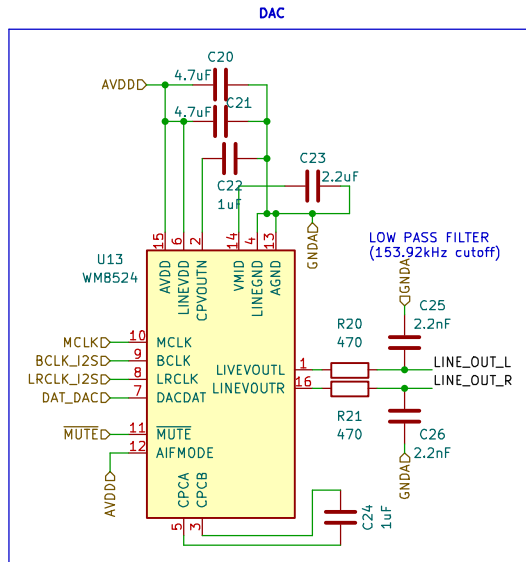 DAC
C20
4.7uF
AVDD
C21
4.7uF
C22
1uF
C23
2.2uF
15
6
2
14
4
13
GNDA
U13
WM8524
AVDD
LINEVDD
CPVOUTN
VMID
LINEGND
AGND
LOW PASS FILTER
(153.92kHz cutoff)
GNDA
C25
2.2nF
R20
470
MCLK
10
MCLK
BCLK_I2S
9
BCLK
LRCLK_I2S
8
LRCLK
DAT_DAC
7
DACDAT
LIVEVOUTL
1
LINE_OUT_L
LINEVOUTR
16
LINE_OUT_R
R21
470
C26
2.2nF
GNDA
MUTE
11
MUTE
12
AIFMODE
AVDD
CPCA
CPCB
5
3
C24
1uF